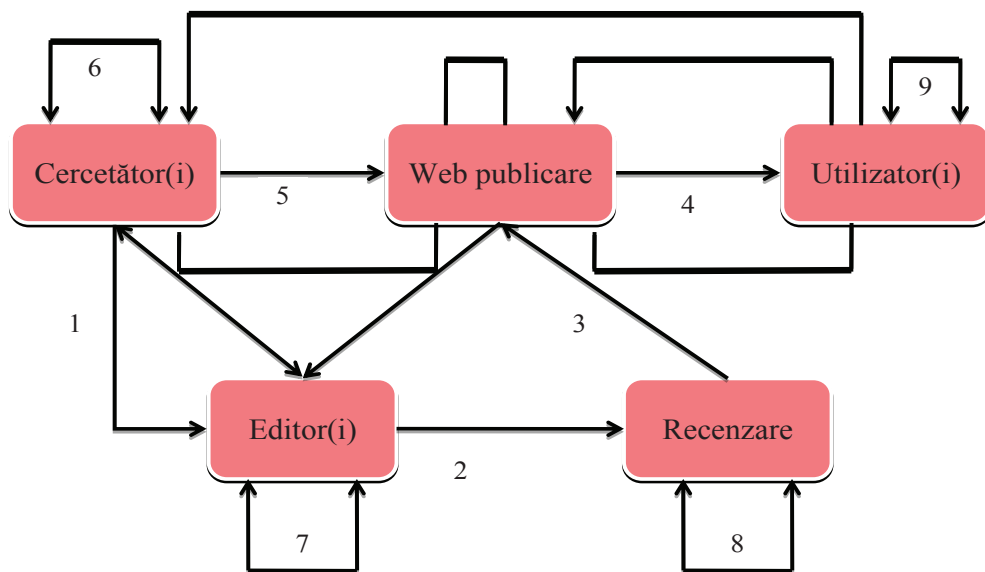 6
9
Cercetător(i)
Web publicare
Utilizator(i)
5
4
1
3
Editor(i)
Recenzare
2
7
8